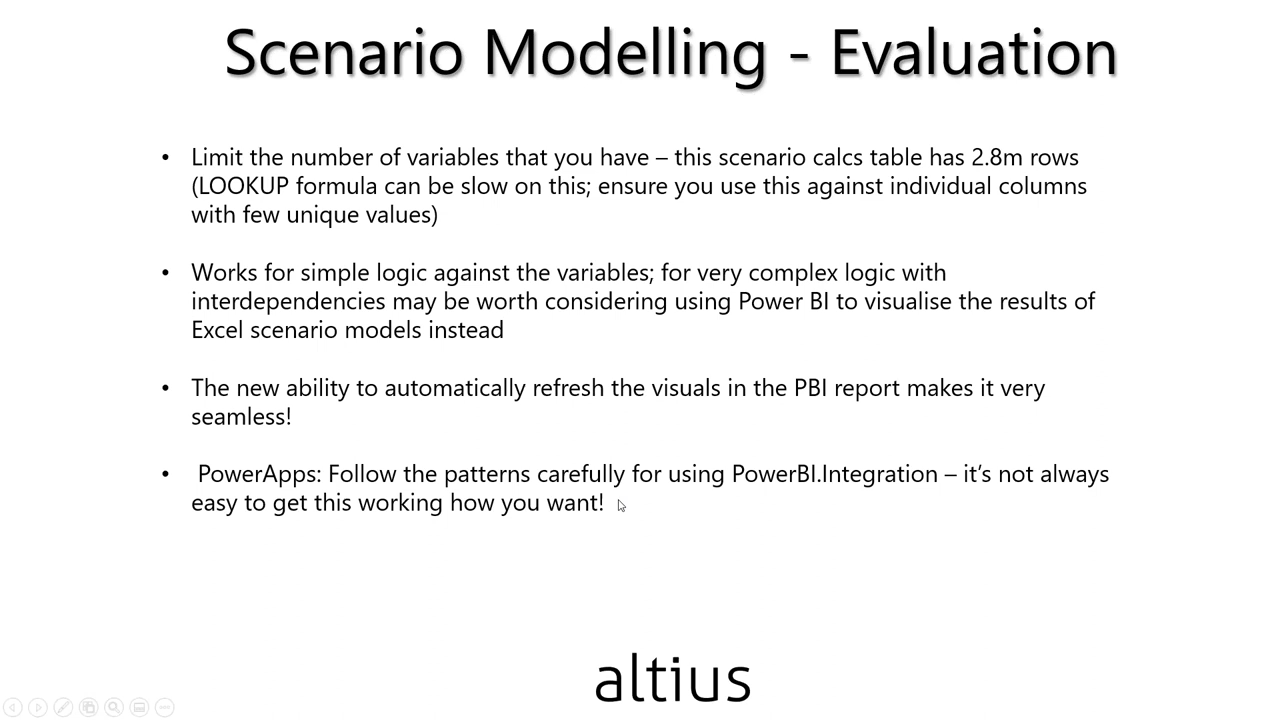 Scenario Modelling - Evaluation
• Limit the number of variables that you have – this scenario calcs table has 2.8m rows
(LOOKUP formula can be slow on this; ensure you use this against individual columns
with few unique values)
• Works for simple logic against the variables; for very complex logic with
interdependencies may be worth considering using Power BI to visualise the results of
Excel scenario models instead
• The new ability to automatically refresh the visuals in the PBI report makes it very
seamless!
• PowerApps: Follow the patterns carefully for using PowerBI.Integration – it's not always
easy to get this working how you want!
altius